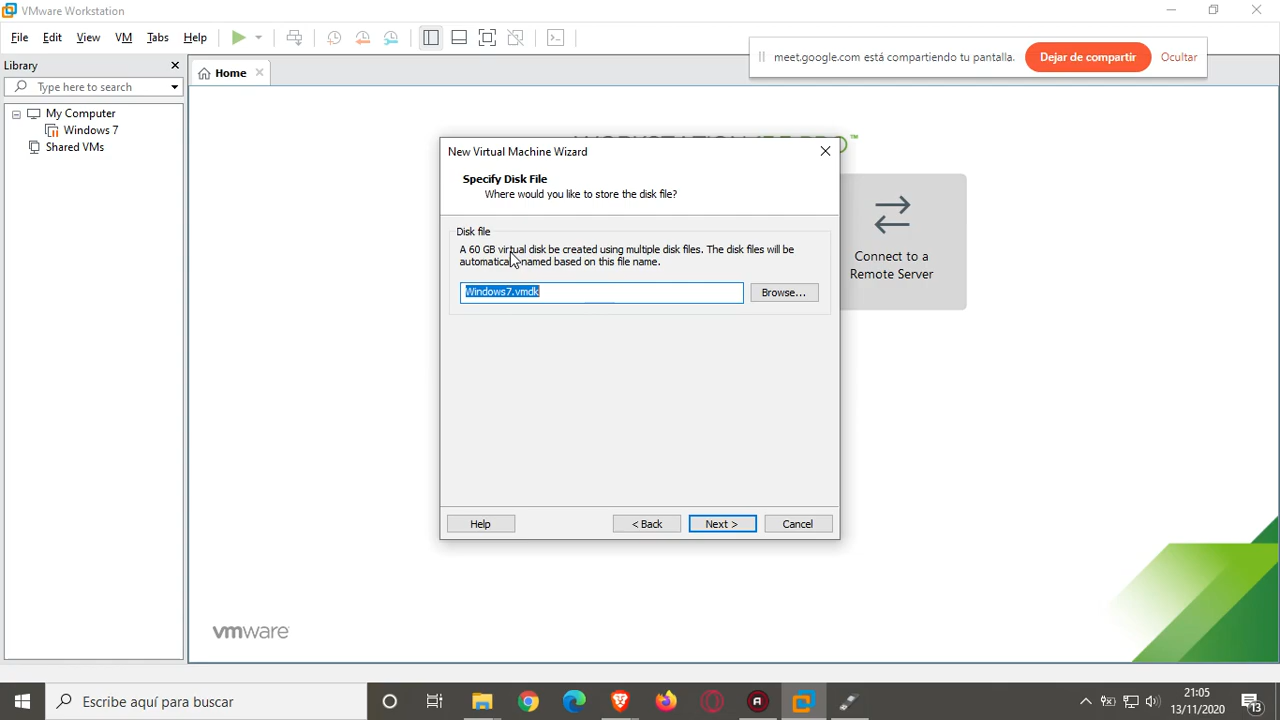 VMware Workstation
File Edit View VM Tabs Help
meet.google.com está compartiendo tu pantalla. Dejar de compartir Ocultar
Library
Home
Type here to search
My Computer
Windows 7
Shared VMs
New Virtual Machine Wizard
Specify Disk File
Where would you like to store the disk file?
Disk file
A 60 GB virtual disk be created using multiple disk files. The disk files will be
named based on this file name.
Windows7.vmdk
Browse...
Connect to a
Remote Server
Help < Back Next > Cancel
vmware
Escribe aquí para buscar
21:05
13/11/2020
13